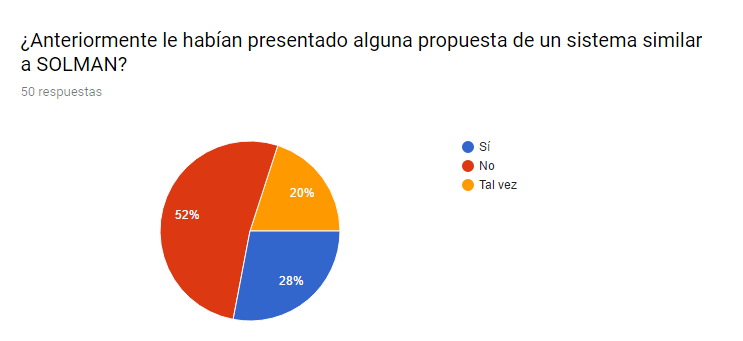 ¿Anteriormente le habían presentado alguna propuesta de un sistema similar
a SOLMAN?
50 respuestas
Sí
No
Tal vez
20%
52%
28%